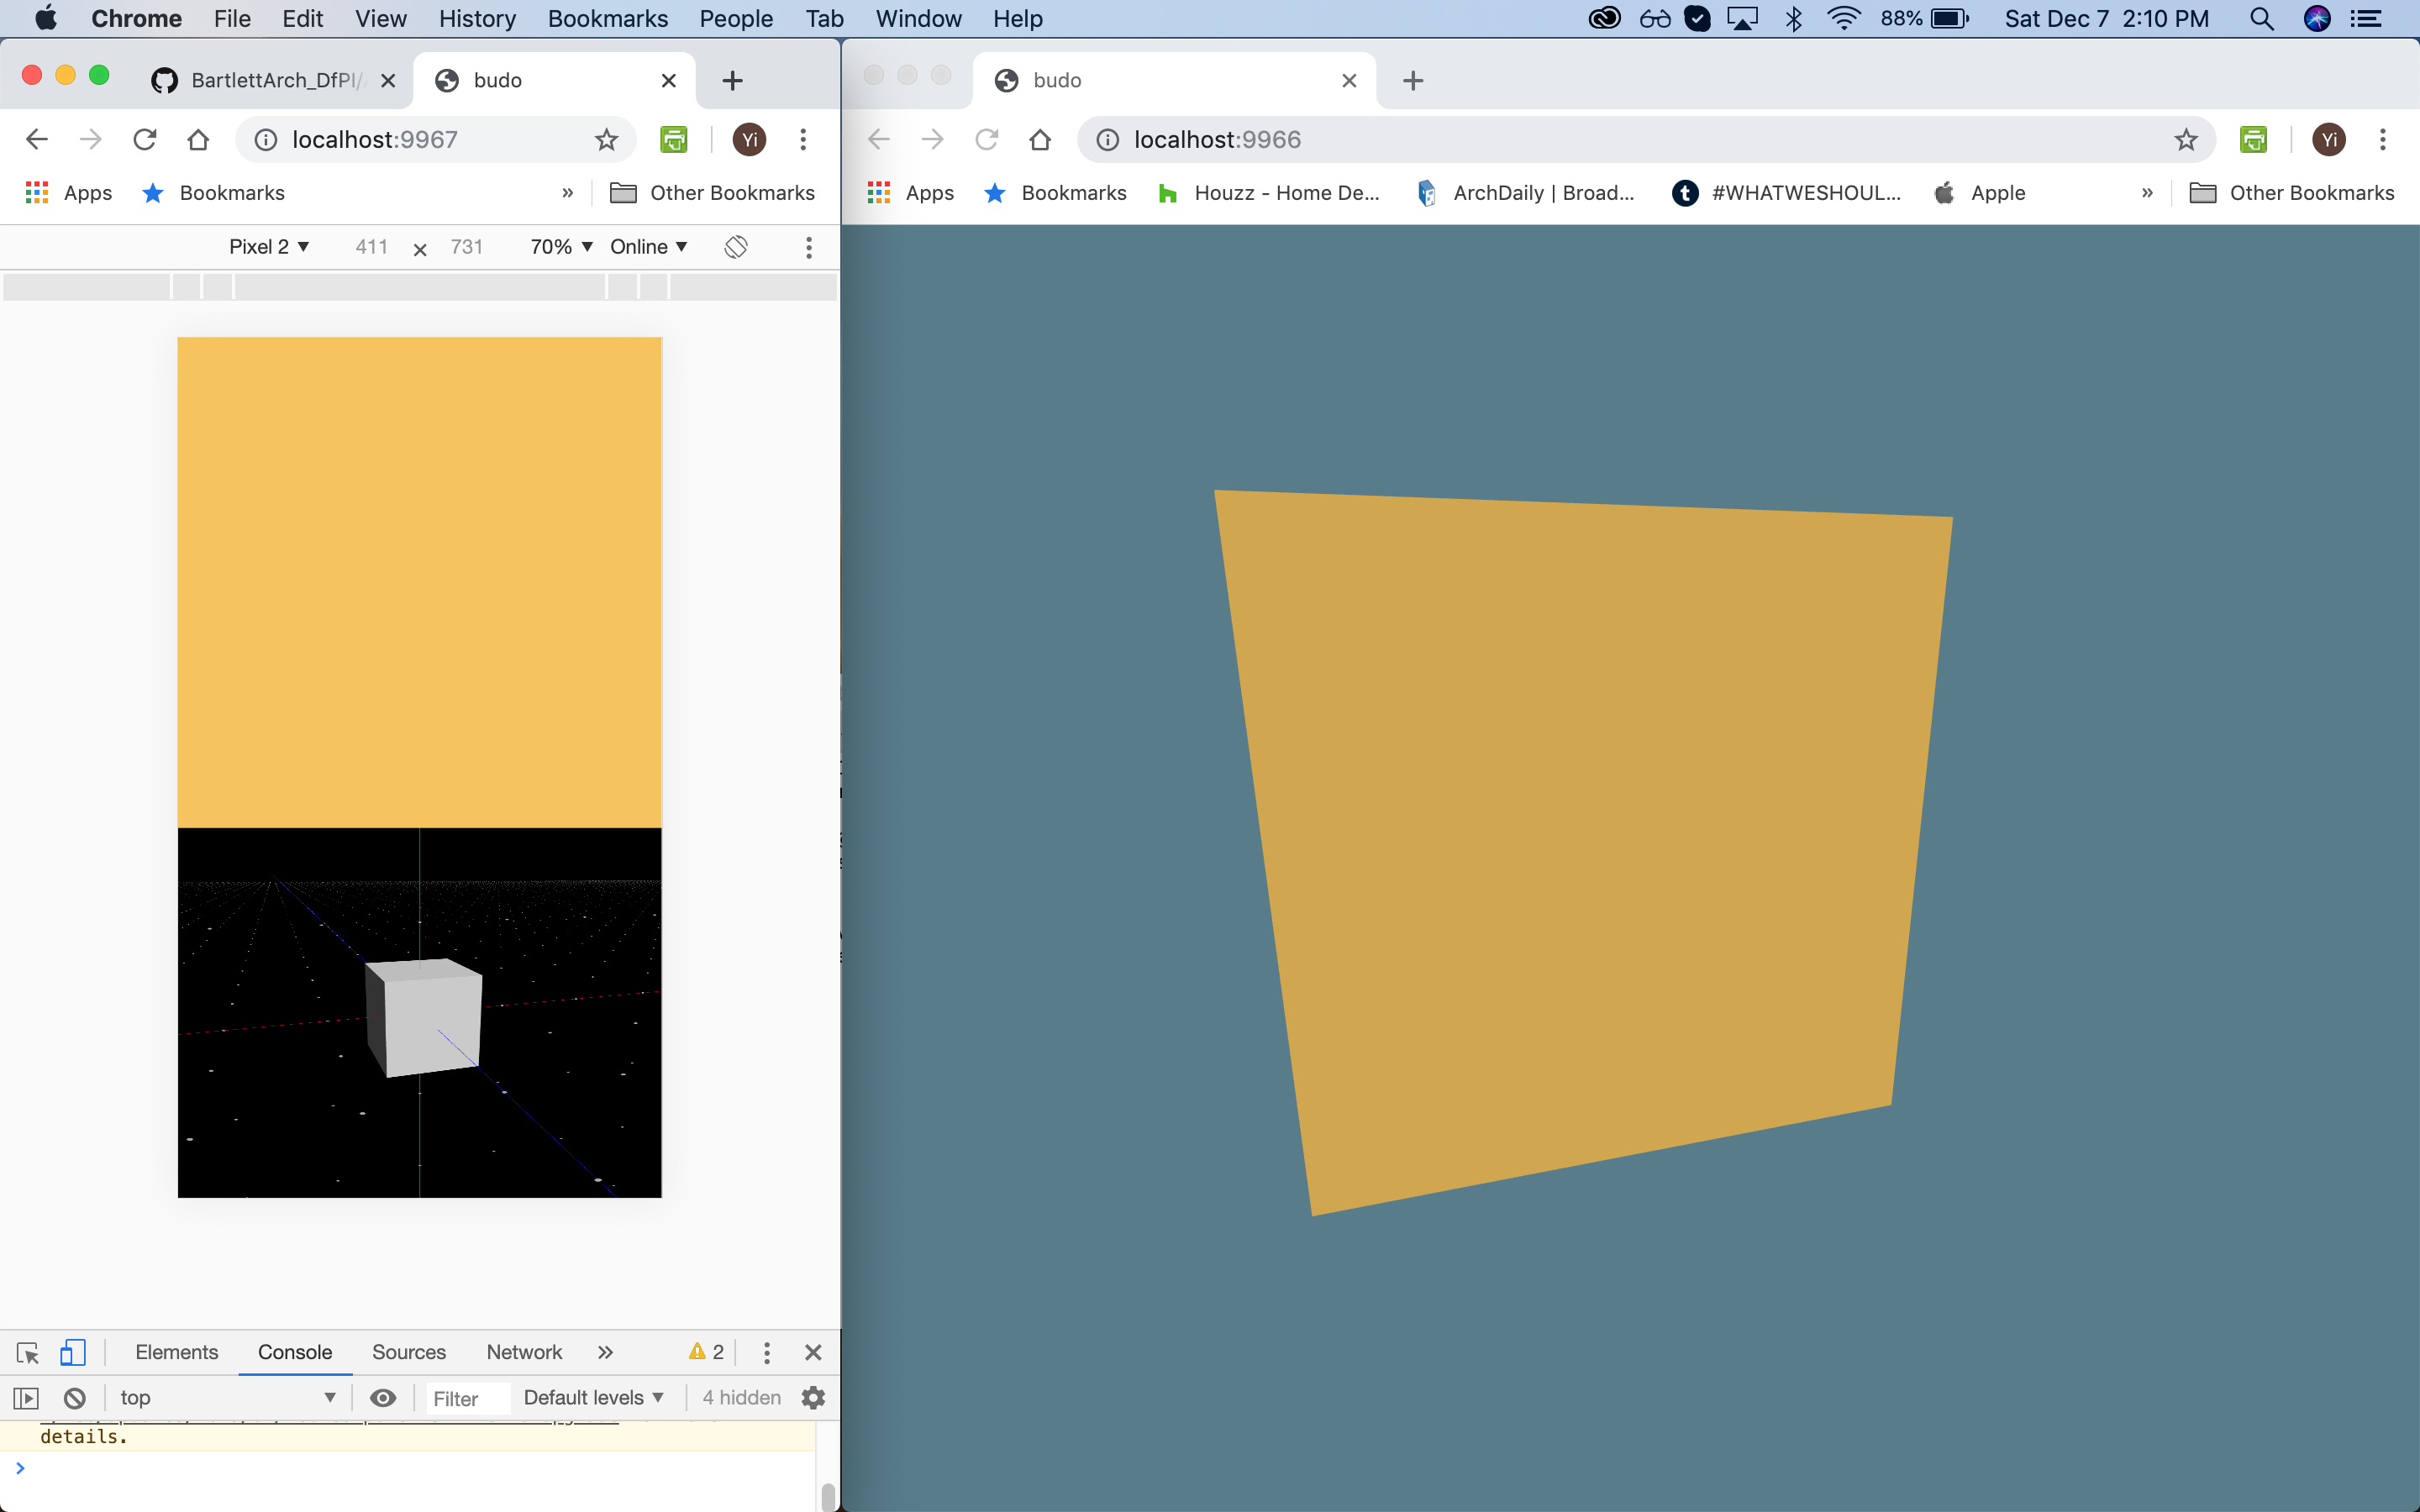 Chrome File Edit View History Bookmarks People Tab Window Help 88% Sat Dec 7 2:10 PM
BartlettArch_DfPI/ budo
budo
localhost:9967 Yi
localhost:9966 Yi
Apps Bookmarks » Other Bookmarks
Apps Bookmarks Houzz - Home De... ArchDaily | Broad... #WHATWESHOUL... Apple » Other Bookmarks
Pixel 2 ▼ 411 × 731 70% ▼ Online ▼
Elements Console Sources Network » 2
top ▼ Filter Default levels ▼ 4 hidden
details.
>